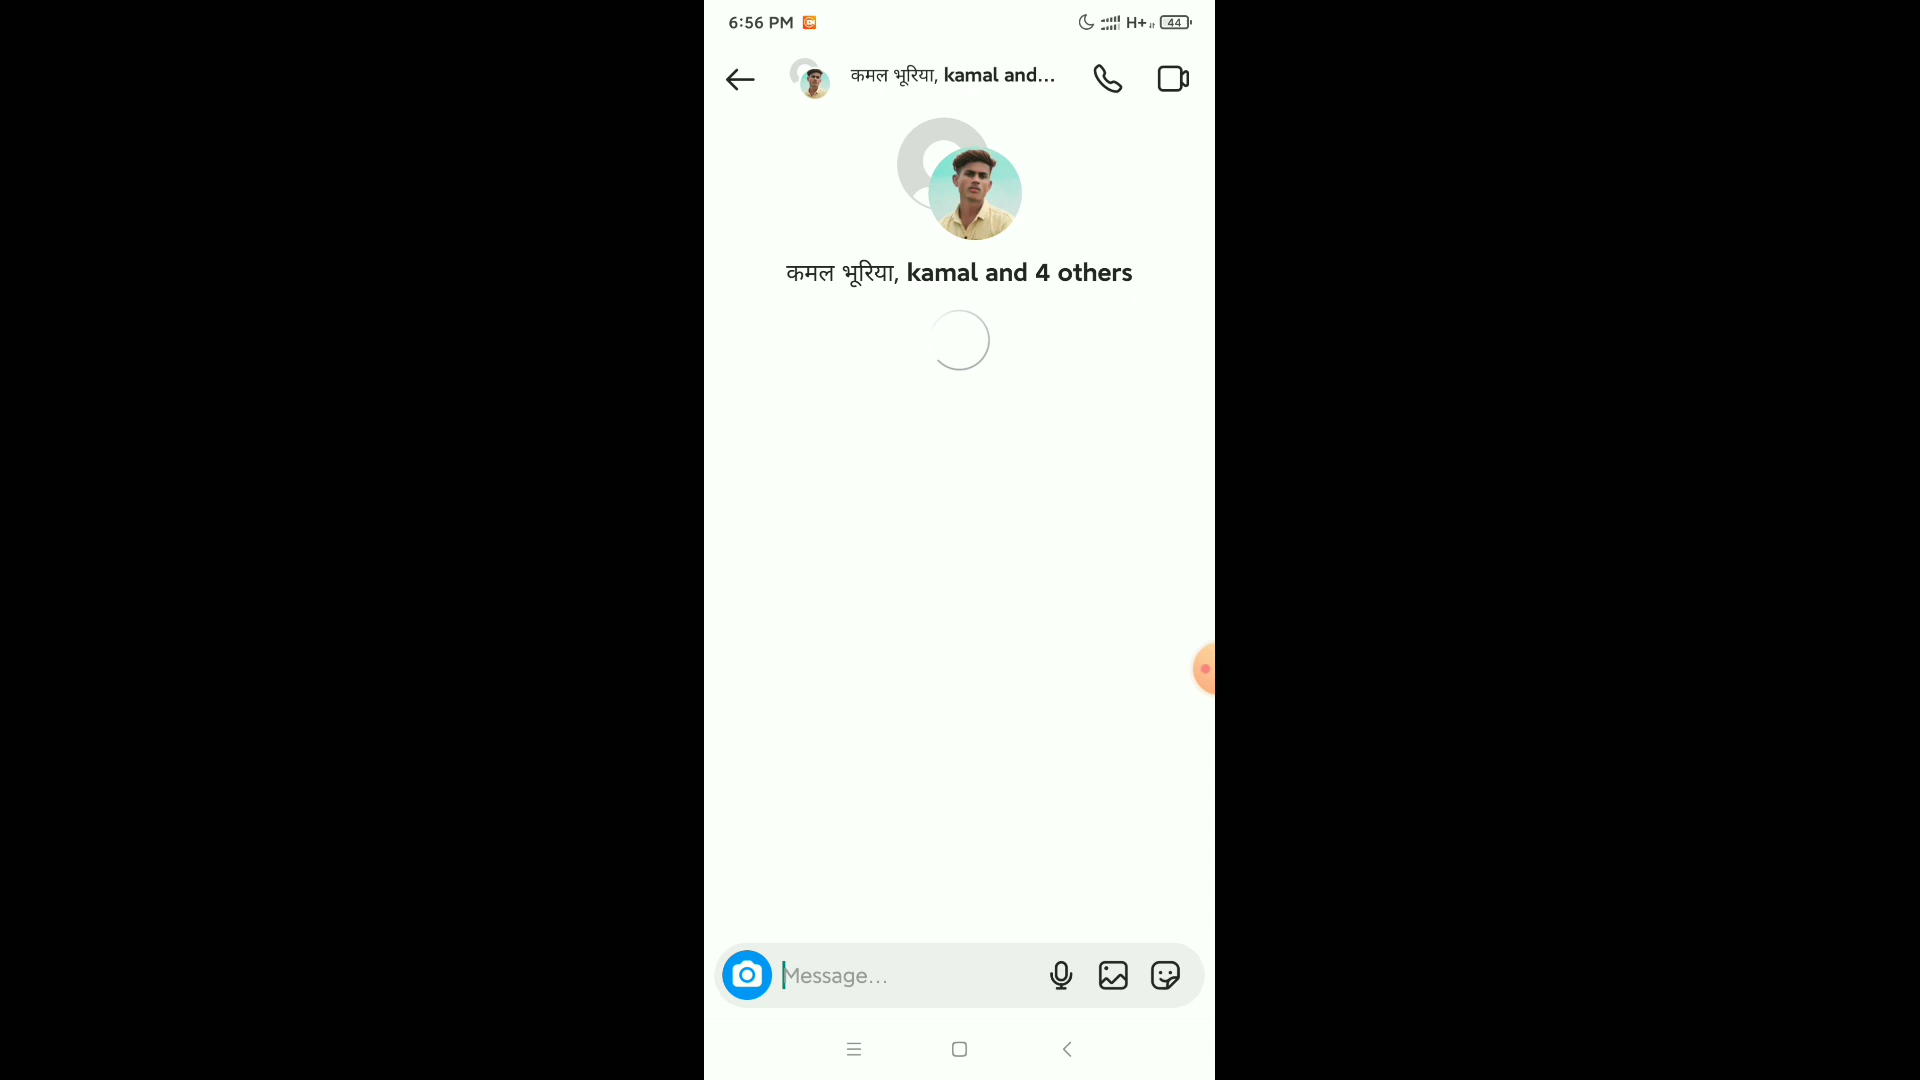 6:56 PM
H+
44
कमल भूरिया, kamal and...
कमल भूरिया, kamal and 4 others
Message...